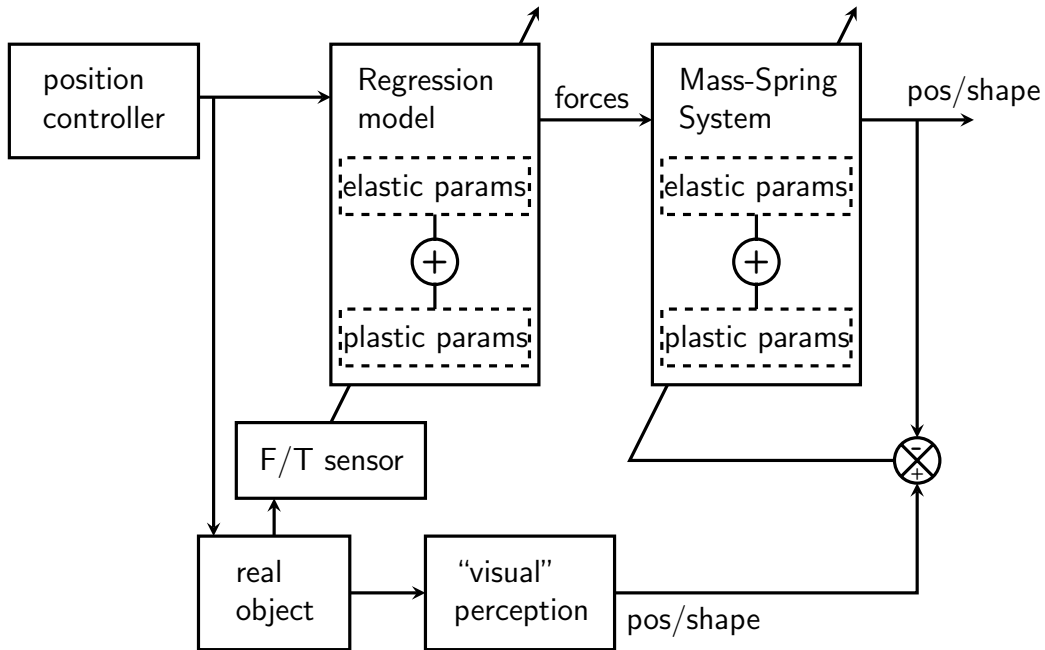 position
controller
Regression
model
forces
Mass-Spring
System
pos/shape
elastic params
+
plastic params
elastic params
+
plastic params
F/T sensor
-
+
real
object
“visual”
perception
pos/shape